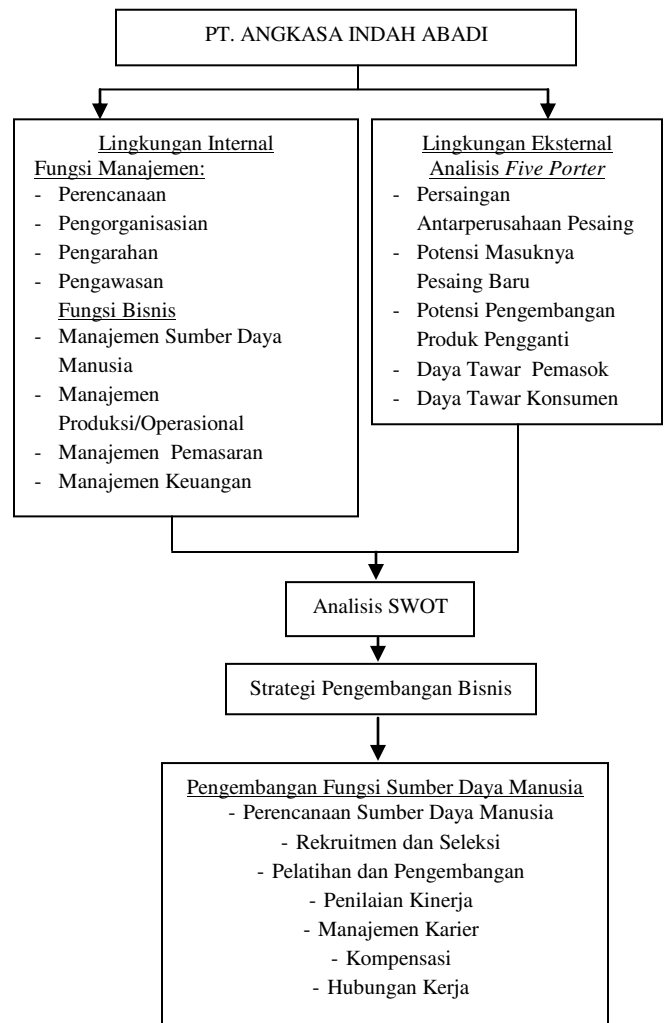 PT. ANGKASA INDAH ABADI
Lingkungan Internal
Fungsi Manajemen:
- Perencanaan
- Pengorganisasian
- Pengarahan
- Pengawasan
Fungsi Bisnis
- Manajemen Sumber Daya
Manusia
- Manajemen
Produksi/Operasional
- Manajemen Pemasaran
- Manajemen Keuangan
Lingkungan Eksternal
Analisis Five Porter
- Persaingan
Antarperusahaan Pesaing
- Potensi Masuknya
Pesaing Baru
- Potensi Pengembangan
Produk Pengganti
- Daya Tawar Pemasok
- Daya Tawar Konsumen
Analisis SWOT
Strategi Pengembangan Bisnis
Pengembangan Fungsi Sumber Daya Manusia
- Perencanaan Sumber Daya Manusia
- Rekruitmen dan Seleksi
- Pelatihan dan Pengembangan
- Penilaian Kinerja
- Manajemen Karier
- Kompensasi
- Hubungan Kerja